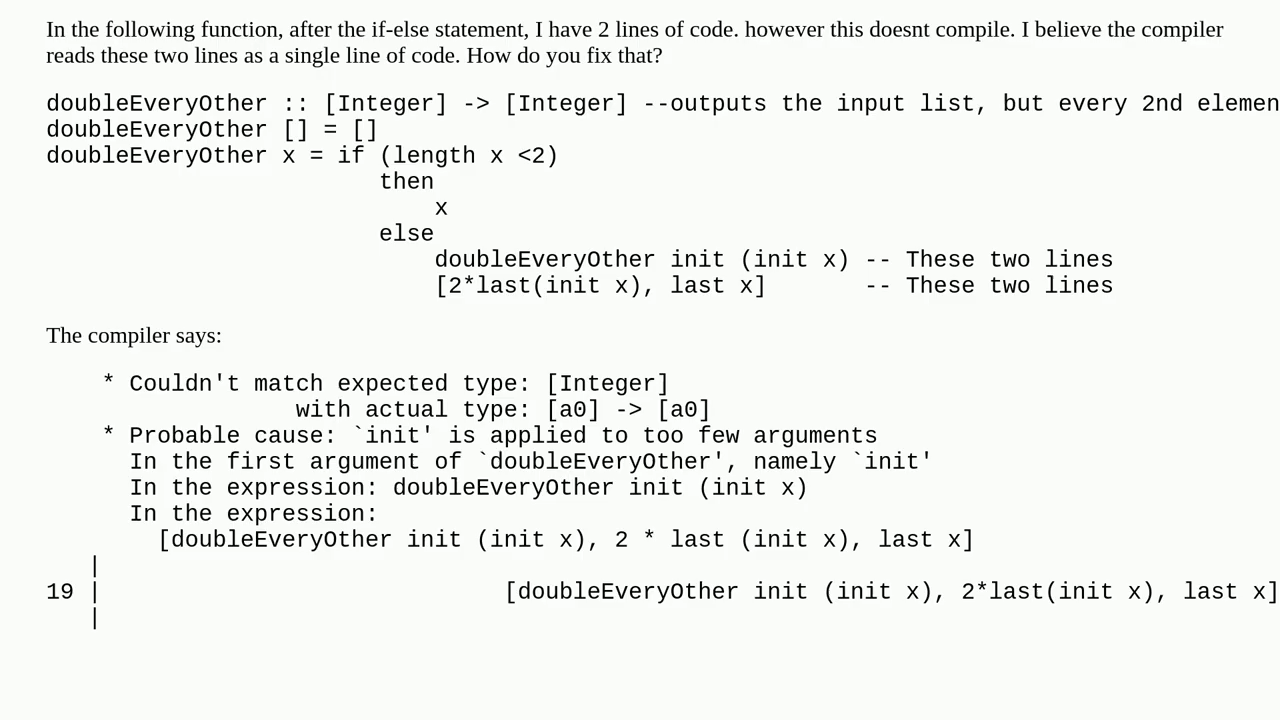 In the following function, after the if-else statement, I have 2 lines of code. however this doesnt compile. I believe the compiler
reads these two lines as a single line of code. How do you fix that?
doubleEveryOther :: [Integer] -> [Integer] --outputs the input list, but every 2nd elemen
doubleEveryOther [] = []
doubleEveryOther x = if (length x <2)
then
x
else
doubleEveryOther init (init x) -- These two lines
[2*last(init x), last x]       -- These two lines
The compiler says:
* Couldn't match expected type: [Integer]
with actual type: [a0] -> [a0]
* Probable cause: `init' is applied to too few arguments
In the first argument of `doubleEveryOther', namely `init'
In the expression: doubleEveryOther init (init x)
In the expression:
[doubleEveryOther init (init x), 2 * last (init x), last x]
|
19 |                             [doubleEveryOther init (init x), 2*last(init x), last x]
|